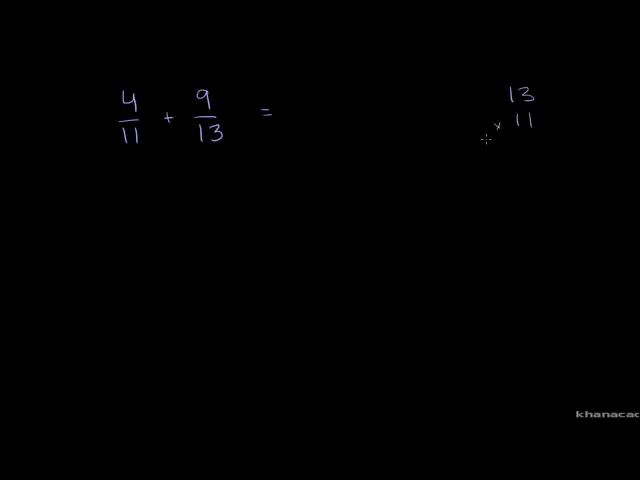 4/11 + 9/13 =
13
× 11
khanacad